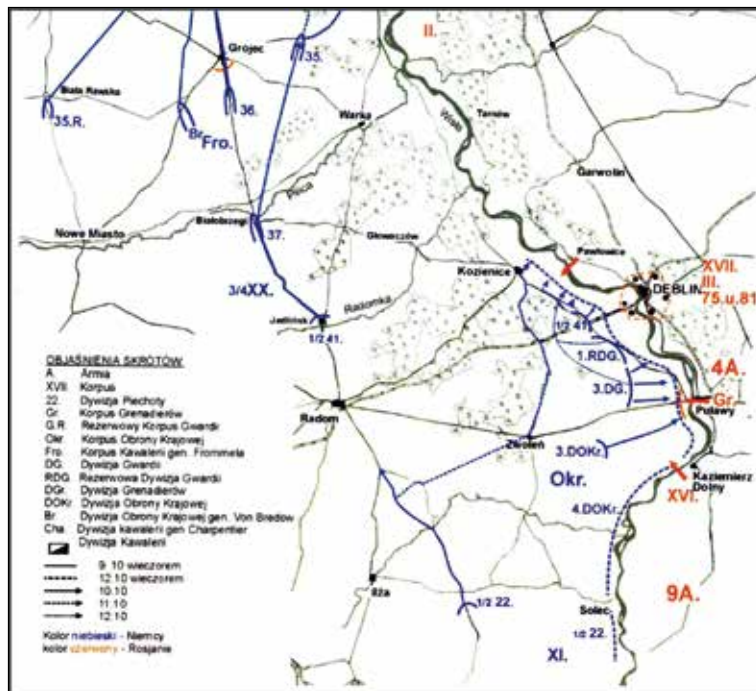 II.
Grojec
35.
Biała Rawska
35.R.
36.
Br Fro.
Warka
Wisła
Tarnów
Garwolin
Pilica
Nowe Miasto
Białobrzegi
37.
Głowaczów
Pawłowice
Kozienice
XVII.
III.
75.u.81
DĘBLIN
3/4XX.
Radomka
Jedlińsk
1/2 41.
1/2 41.
1.RDG.
4A.
3.DG.
Gr.
Puławy
Radom
Zwoleń
3.DOKr.
Okr.
Kazimierz
Dolny
XVI.
4.DOKr.
9A.
Iłża
1/2 22.
Solec
1/2 22.
XI.
OBJAŚNIENIA SKRÓTÓW
A. Armia
XVII Korpus
22. Dywizja Piechoty
Gr. Korpus Grenadierów
G.R. Rezerwowy Korpus Gwardii
Okr. Korpus Obrony Krajowej
Fro. Korpus Kawalerii gen. Frommela
DG. Dywizja Gwardii
RDG. Rezerwowa Dywizja Gwardii
DGr. Dywizja Grenadierów
DOKr Dywizja Obrony Krajowej
Br Dywizja Obrony Krajowej gen. Von Bredow
Cha. Dywizja kawalerii gen Charpentier
Dywizja Kawalerii
9 10 wieczorem
12.10 wieczorem
10.10
11.10
12.10
Kolor niebieski - Niemcy
kolor czerwony - Rosjanie